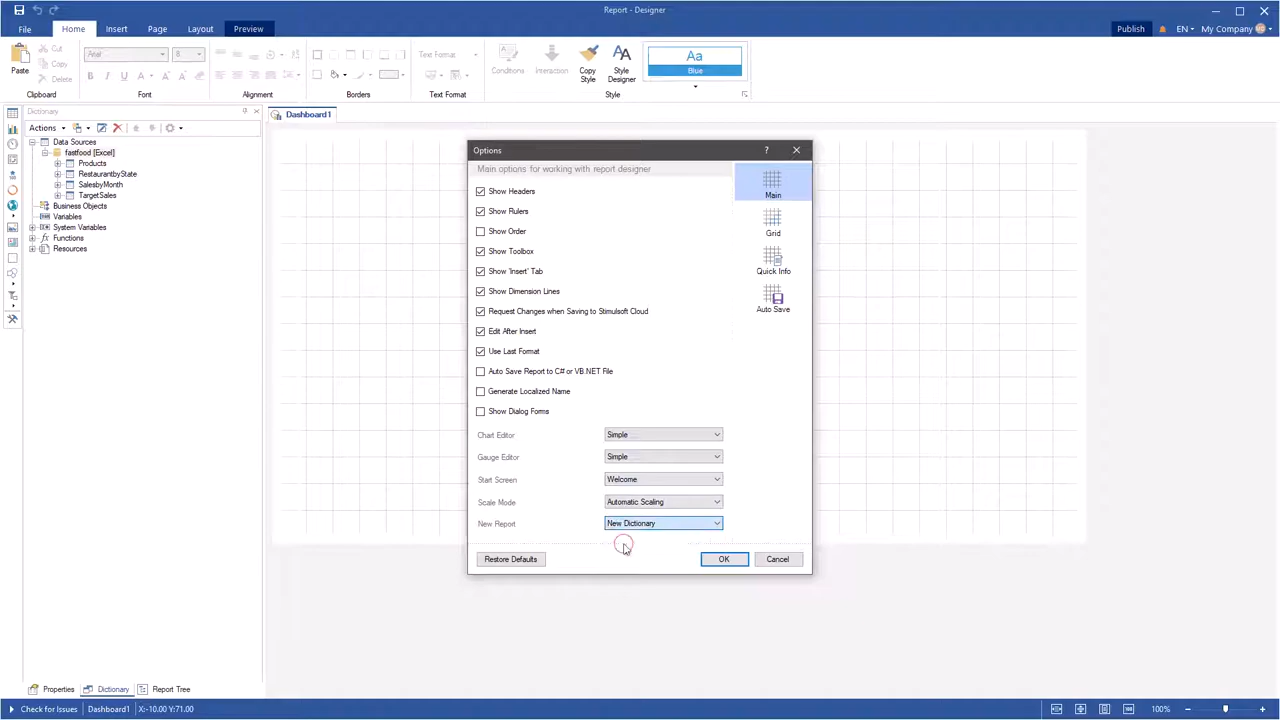 Report - Designer
File Home Insert Page Layout Preview Publish EN My Company
Paste Cut Copy Delete Clipboard
Arial 8 Font
Alignment
Borders
Text Format Text Format
Conditions Interaction Copy Style Style Designer Aa Blue Style
Dictionary
Dashboard1
Actions
Data Sources
fastfood [Excel]
Products
RestaurantbyState
SalesbyMonth
TargetSales
Business Objects
Variables
System Variables
Functions
Resources
Options ?
Main options for working with report designer
Show Headers
Show Rulers
Show Order
Show Toolbox
Show 'Insert' Tab
Show Dimension Lines
Request Changes when Saving to Stimulsoft Cloud
Edit After Insert
Use Last Format
Auto Save Report to C# or VB.NET File
Generate Localized Name
Show Dialog Forms
Chart Editor Simple
Gauge Editor Simple
Start Screen Welcome
Scale Mode Automatic Scaling
New Report New Dictionary
Main
Grid
Quick Info
Auto Save
Restore Defaults OK Cancel
Properties Dictionary Report Tree
Check for Issues Dashboard1 X:-10.00 Y:71.00 100%